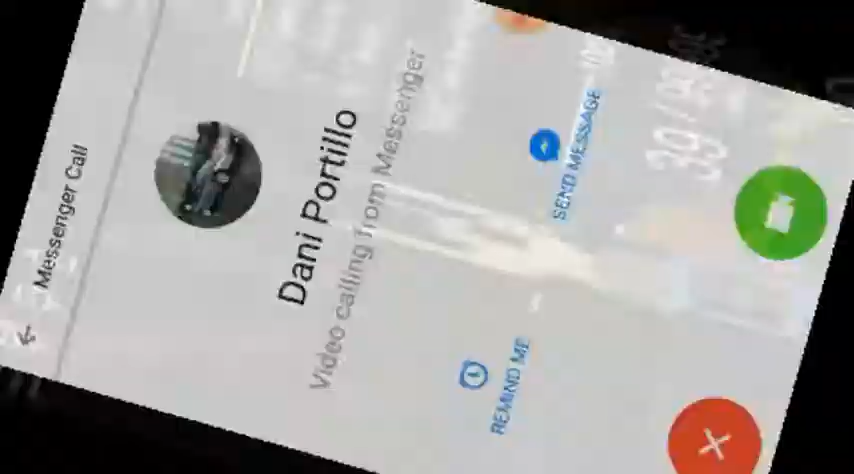 Messenger Call
Dani Portillo
Video calling from Messenger
REMIND ME
SEND MESSAGE